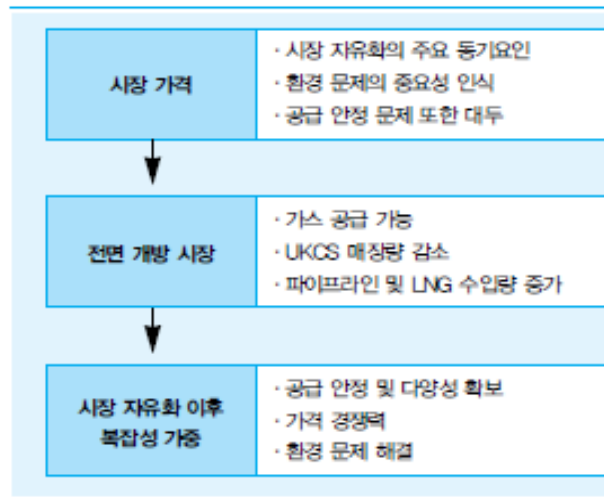 시장 가격
· 시장 자유화의 주요 동기요인
· 환경 문제의 중요성 인식
· 공급 안정 문제 또한 대두
전면 개방 시장
· 가스 공급 가능
· UKCS 매장량 감소
· 파이프라인 및 LNG 수입량 증가
시장 자유화 이후
복잡성 가중
· 공급 안정 및 다양성 확보
· 가격 경쟁력
· 환경 문제 해결